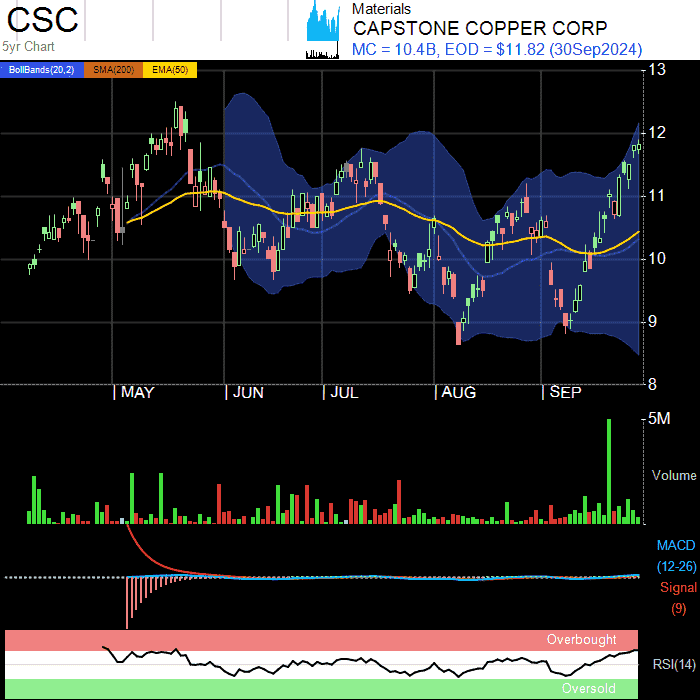 CSC
5yr Chart
Materials
CAPSTONE COPPER CORP
MC = 10.4B, EOD = $11.82 (30Sep2024)
BollBands(20,2) SMA(200) EMA(50)
13
12
11
10
9
8
MAY JUN JUL AUG SEP
5M
Volume
MACD
(12-26)
Signal
(9)
Overbought
RSI(14)
Oversold